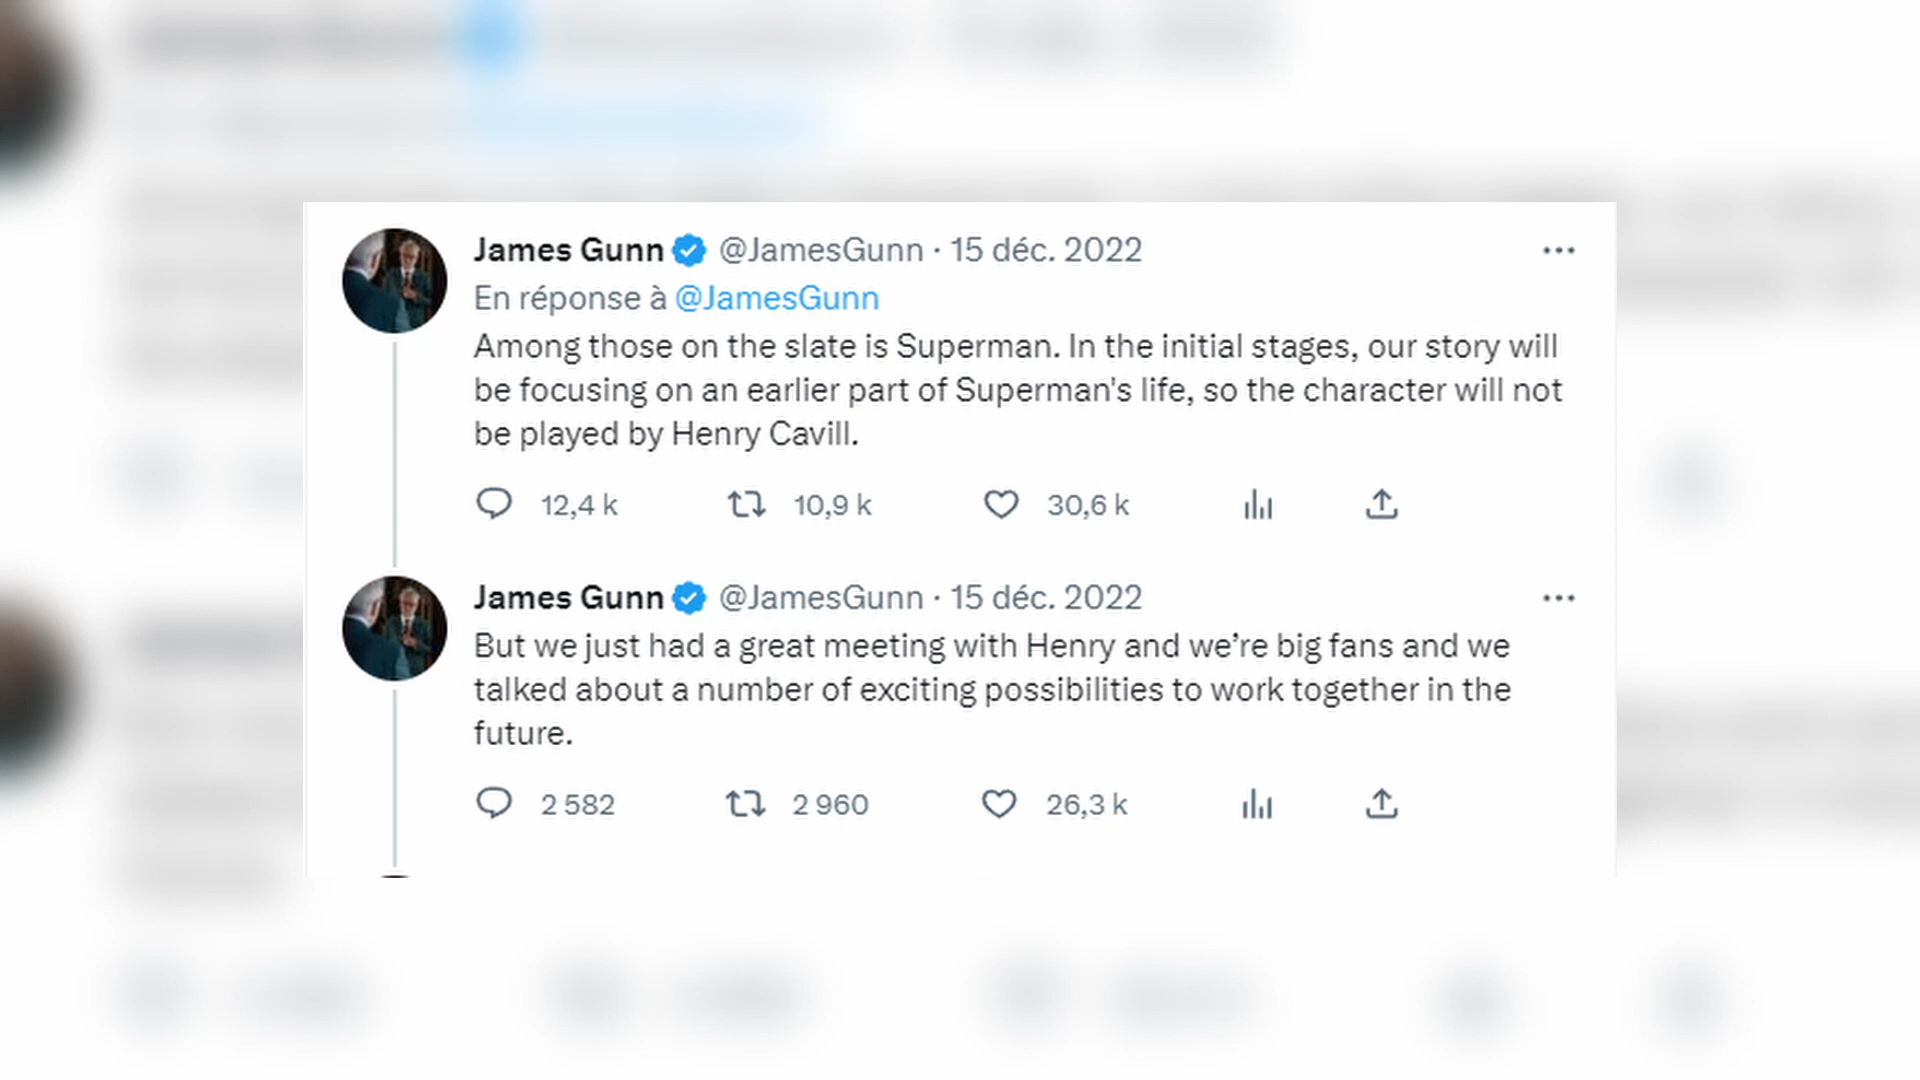 James Gunn @JamesGunn · 15 déc. 2022
En réponse à @JamesGunn
Among those on the slate is Superman. In the initial stages, our story will
be focusing on an earlier part of Superman's life, so the character will not
be played by Henry Cavill.
12,4 k 10,9 k 30,6 k
James Gunn @JamesGunn · 15 déc. 2022
But we just had a great meeting with Henry and we’re big fans and we
talked about a number of exciting possibilities to work together in the
future.
2 582 2 960 26,3 k